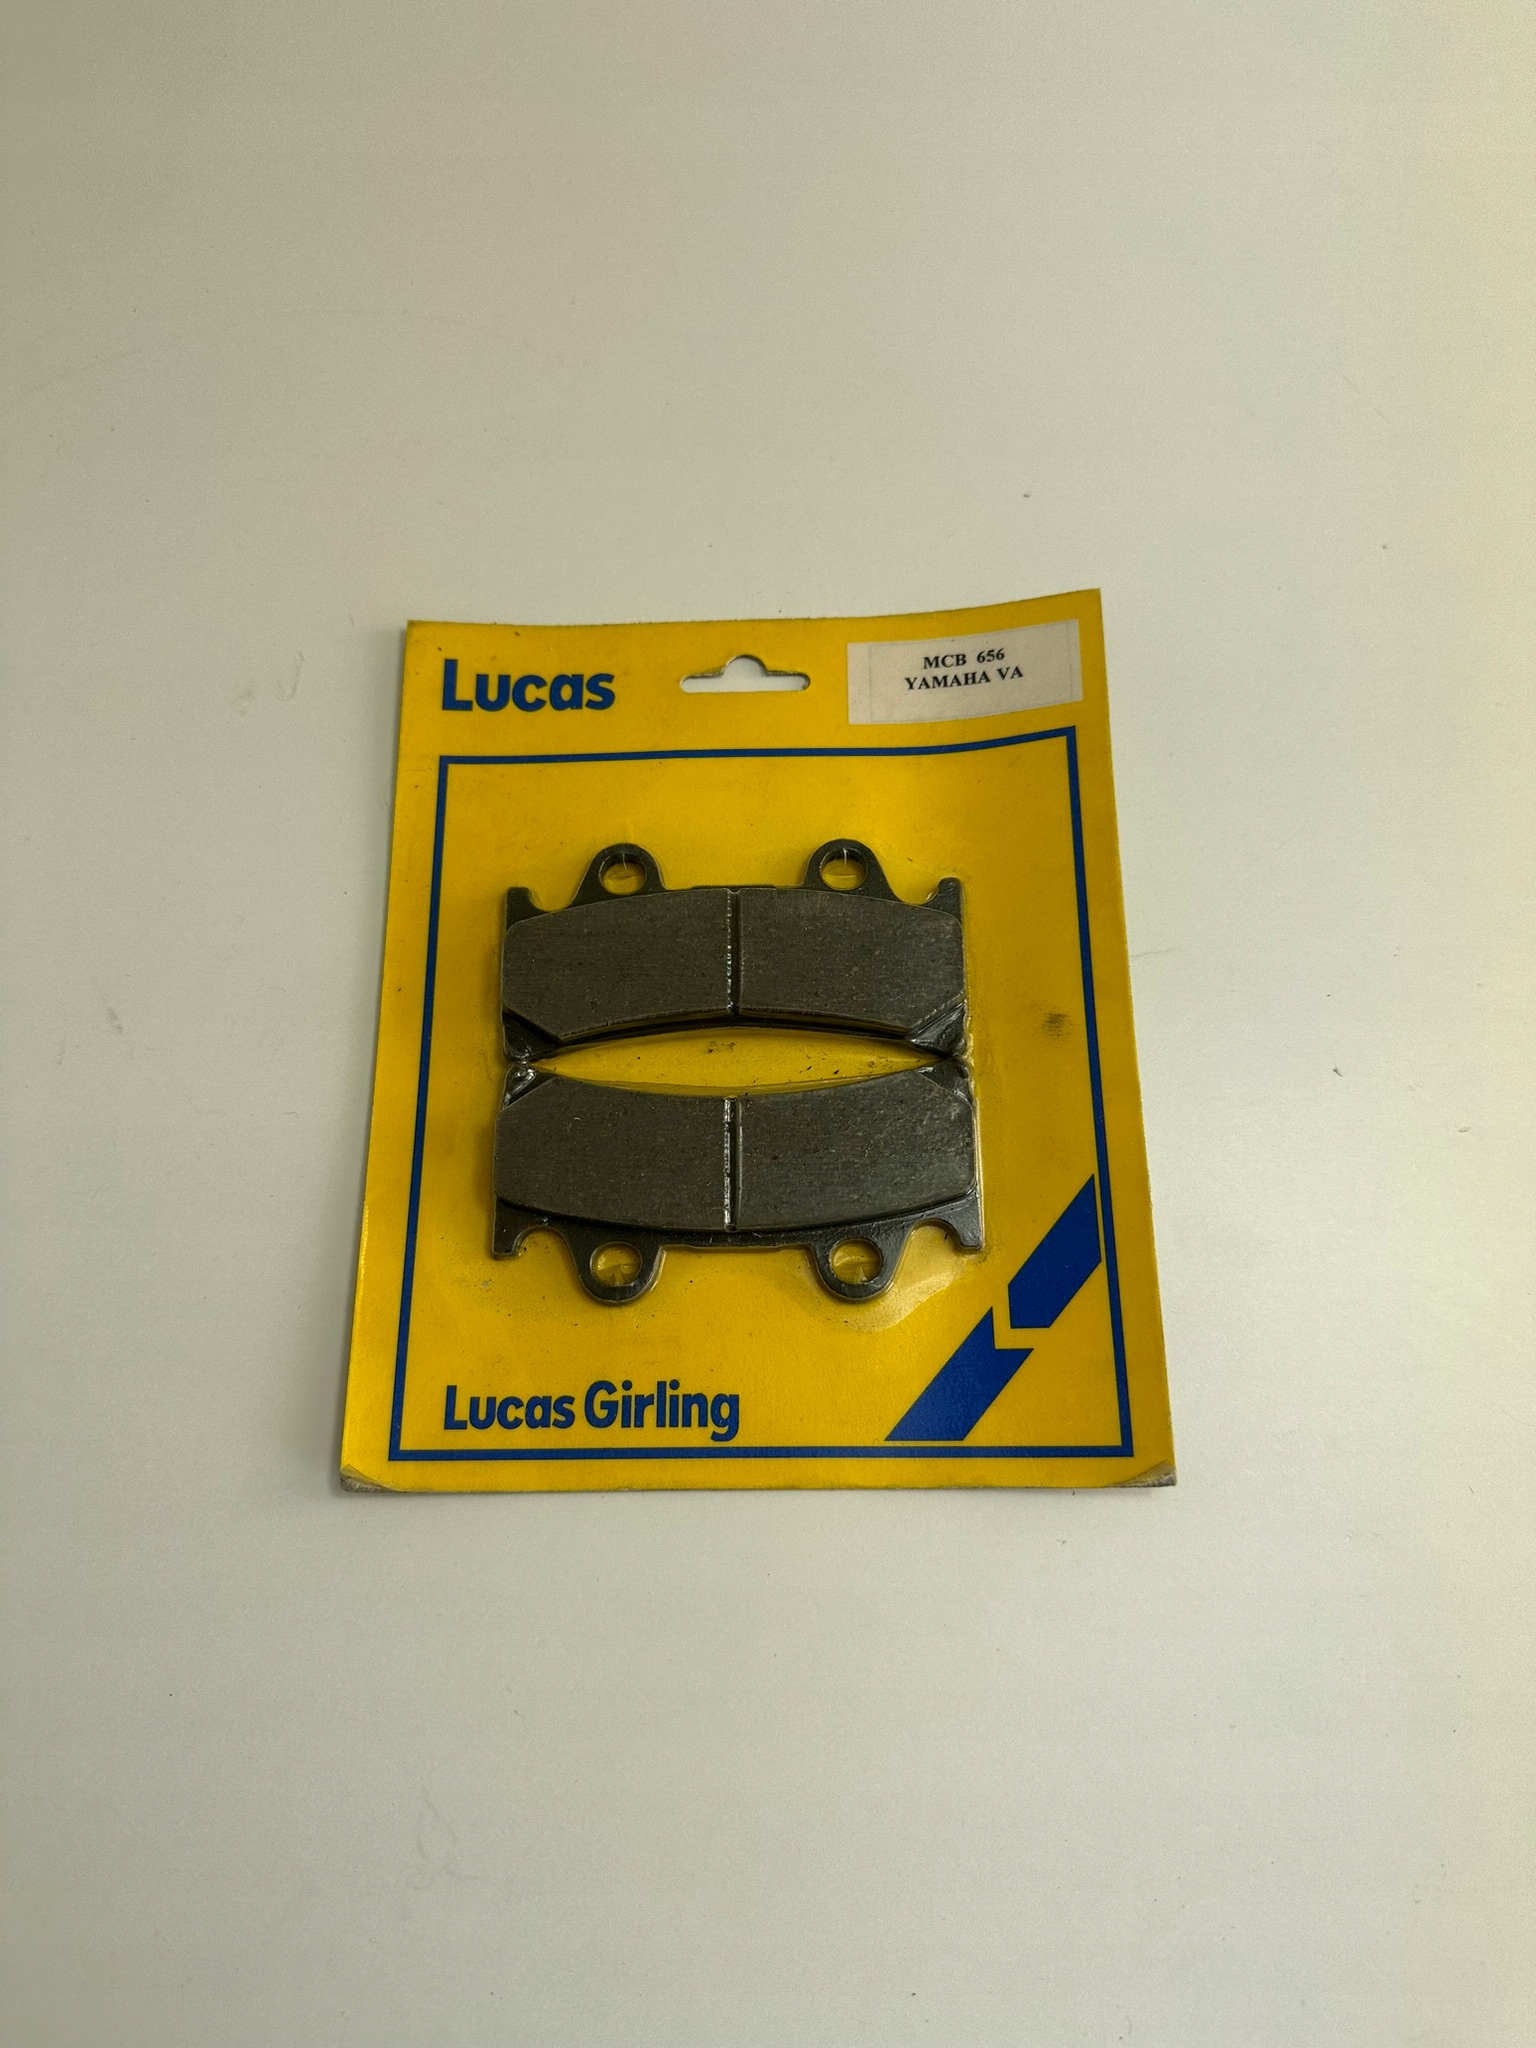 Lucas
MCB 656
YAMAHA VA
Lucas Girling